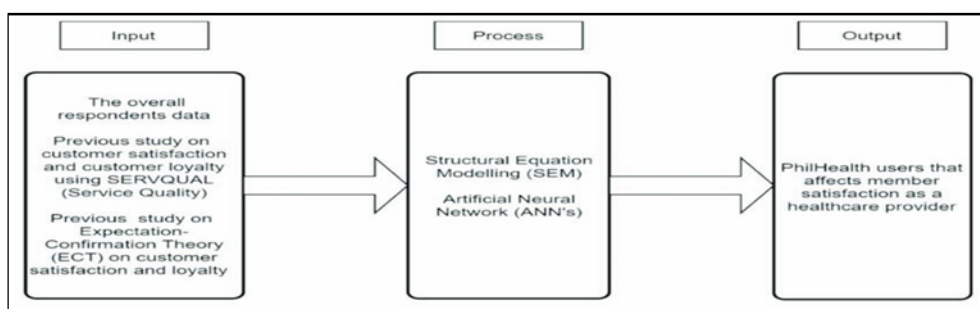 Input
The overall
respondents data
Previous study on
customer satisfaction
and customer loyalty
using SERVQUAL
(Service Quality)
Previous study on
Expectation-
Confirmation Theory
(ECT) on customer
satisfaction and loyalty
Process
Structural Equation
Modelling (SEM)
Artificial Neural
Network (ANN's)
Output
PhilHealth users that
affects member
satisfaction as a
healthcare provider